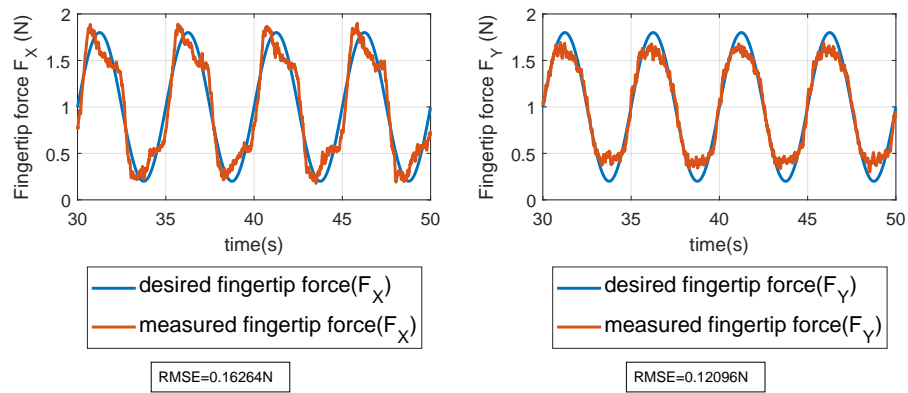 Fingertip force F_X (N)
2
1.5
1
0.5
0
30
35
40
45
50
time(s)
desired fingertip force(F_X)
measured fingertip force(F_X)
RMSE=0.16264N
Fingertip force F_Y (N)
2
1.5
1
0.5
0
30
35
40
45
50
time(s)
desired fingertip force(F_Y)
measured fingertip force(F_Y)
RMSE=0.12096N